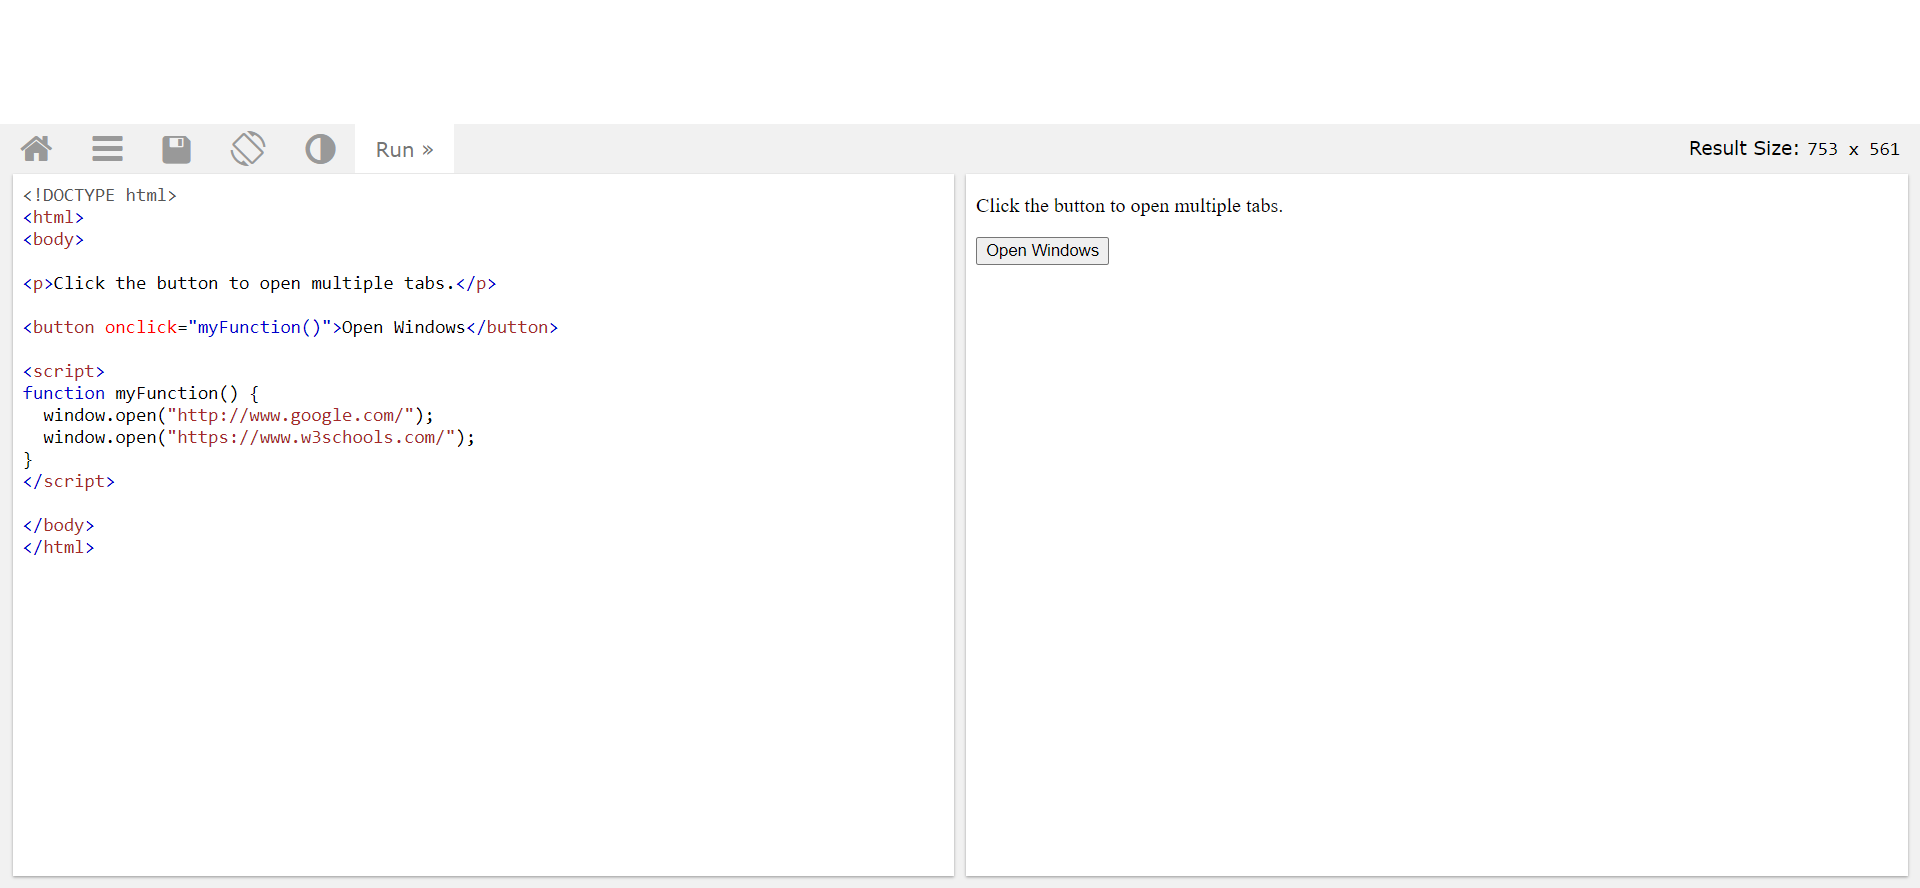 Run »
Result Size: 753 x 561
<!DOCTYPE html>
<html>
<body>
<p>Click the button to open multiple tabs.</p>
<button onclick="myFunction()">Open Windows</button>
<script>
function myFunction() {
  window.open("http://www.google.com/");
  window.open("https://www.w3schools.com/");
}
</script>
</body>
</html>
Click the button to open multiple tabs.
Open Windows